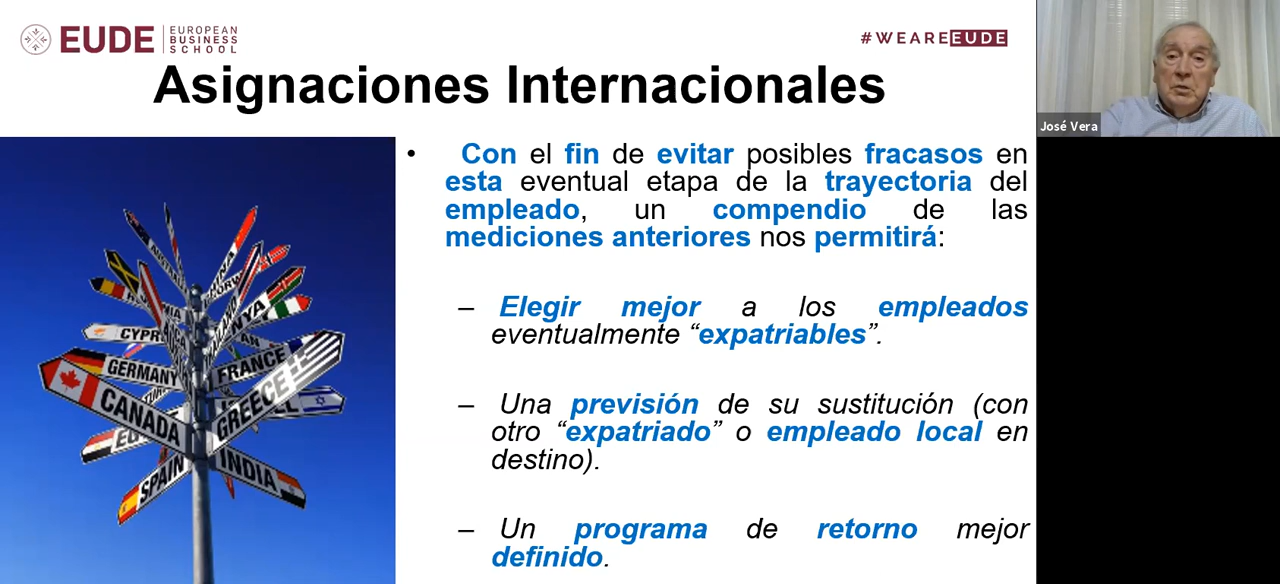 EUDE
EUROPEAN
BUSINESS
SCHOOL
#WEAREEUDE
Asignaciones Internacionales
José Vera
• Con el fin de evitar posibles fracasos en
esta eventual etapa de la trayectoria del
empleado, un compendio de las
mediciones anteriores nos permitirá:
– Elegir mejor a los empleados
eventualmente “expatriables”.
– Una previsión de su sustitución (con
otro “expatriado” o empleado local en
destino).
– Un programa de retorno mejor
definido.
CYPR
GERMANY
FRANCE
CANADA
GREECE
SPAIN
INDIA